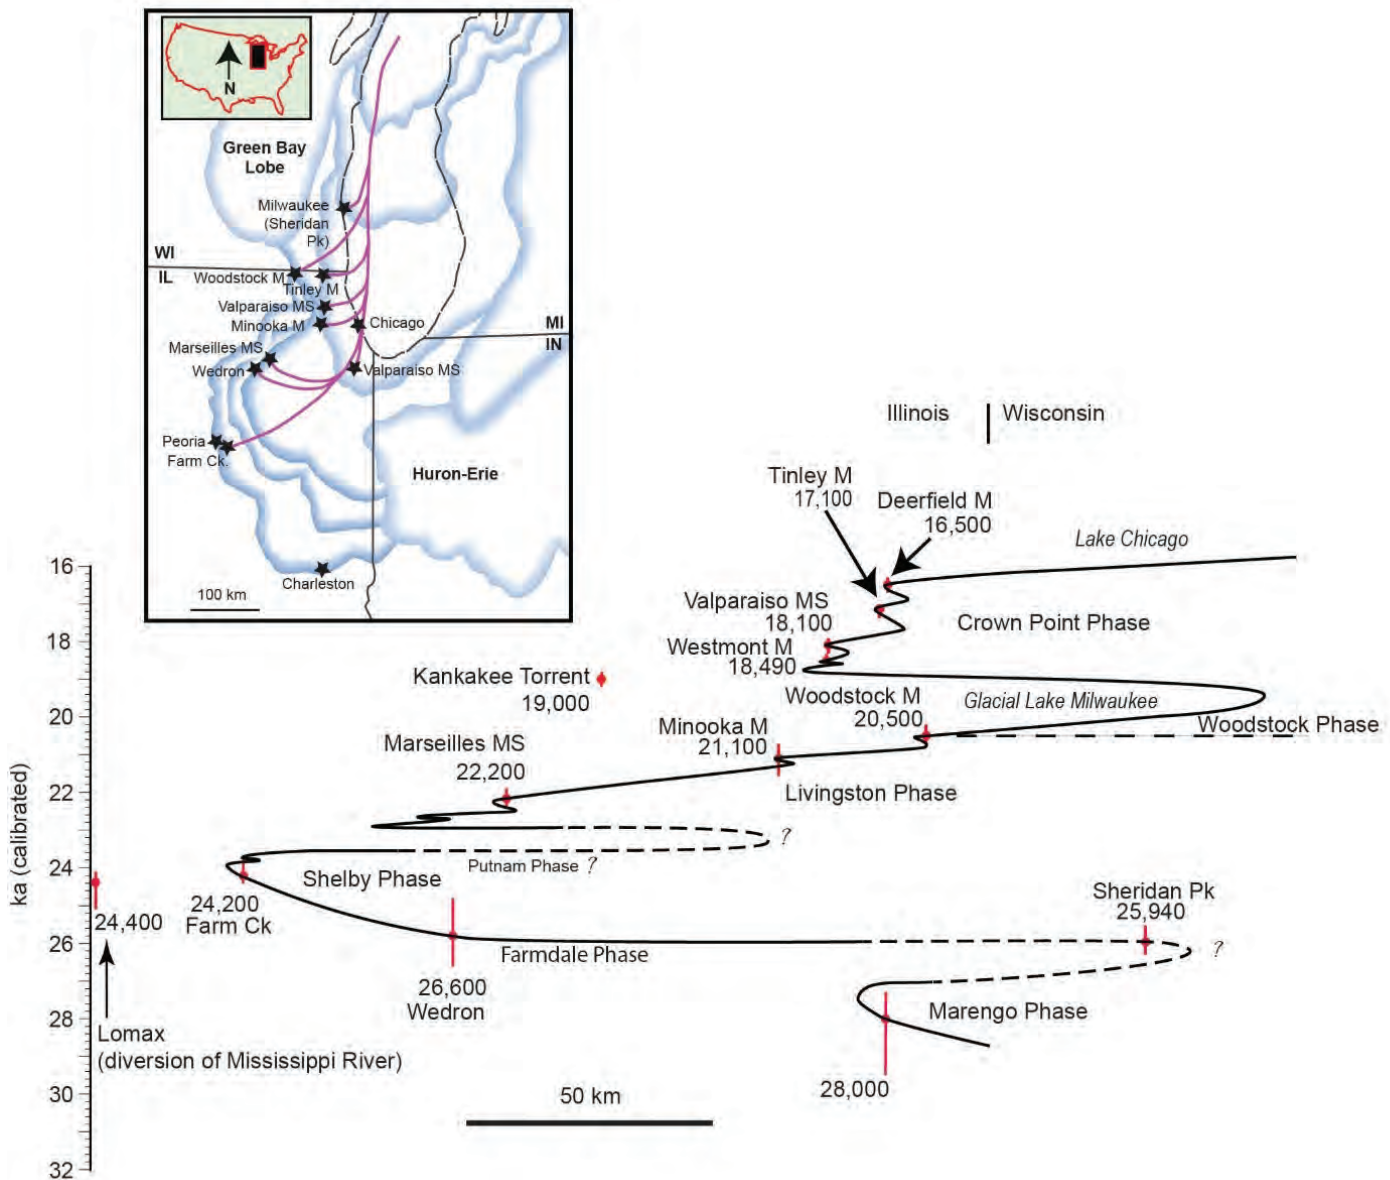 N
Green Bay
Lobe
Milwaukee
(Sheridan
Pk)
WI
IL
Woodstock M
Tinley M
Valparaiso MS
Minooka M
Chicago
MI
IN
Marseilles MS
Wedron
Valparaiso MS
Peoria
Farm Ck.
Huron-Erie
Charleston
100 km
Illinois
Wisconsin
Tinley M
17,100
Deerfield M
16,500
Lake Chicago
Valparaiso MS
18,100
Crown Point Phase
Westmont M
18,490
Kankakee Torrent
19,000
Woodstock M
20,500
Glacial Lake Milwaukee
Woodstock Phase
Minooka M
21,100
Marseilles MS
22,200
Livingston Phase
?
Putnam Phase ?
Shelby Phase
24,200
Farm Ck
24,400
Sheridan Pk
25,940
?
Farmdale Phase
26,600
Wedron
Marengo Phase
28,000
Lomax
(diversion of Mississippi River)
50 km
ka (calibrated)
16
18
20
22
24
26
28
30
32